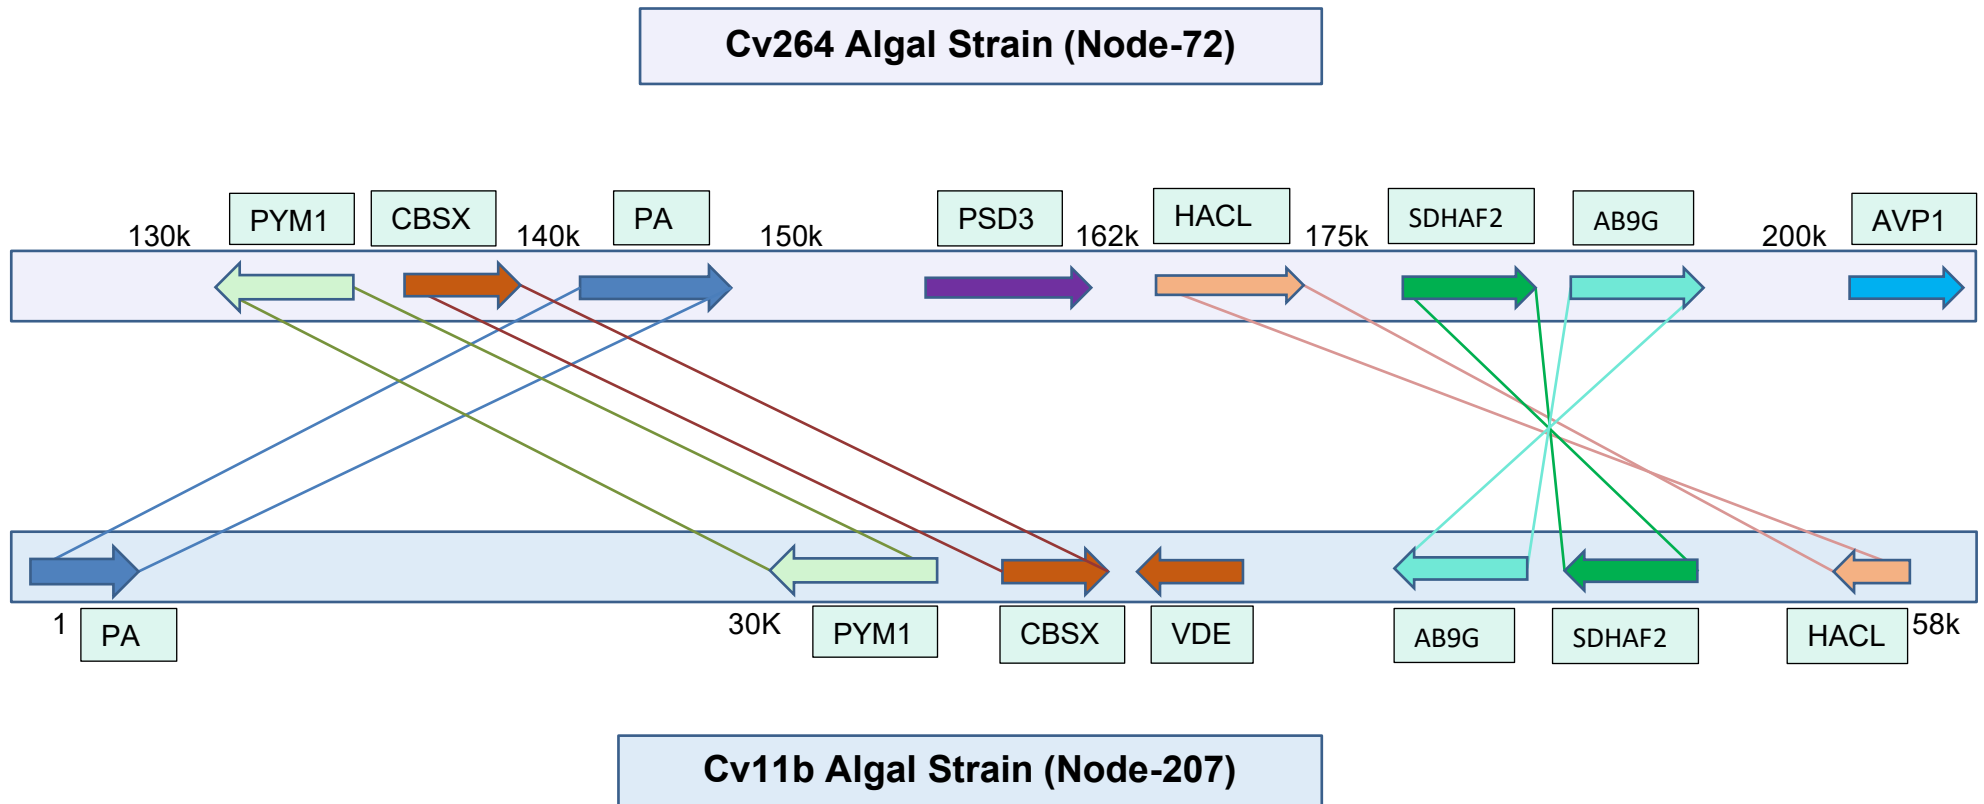 Cv264 Algal Strain (Node-72)
130k PYM1 CBSX 140k PA 150k PSD3 162k HACL 175k SDHAF2 AB9G 200k AVP1
1 PA 30K PYM1 CBSX VDE AB9G SDHAF2 HACL 58k
Cv11b Algal Strain (Node-207)